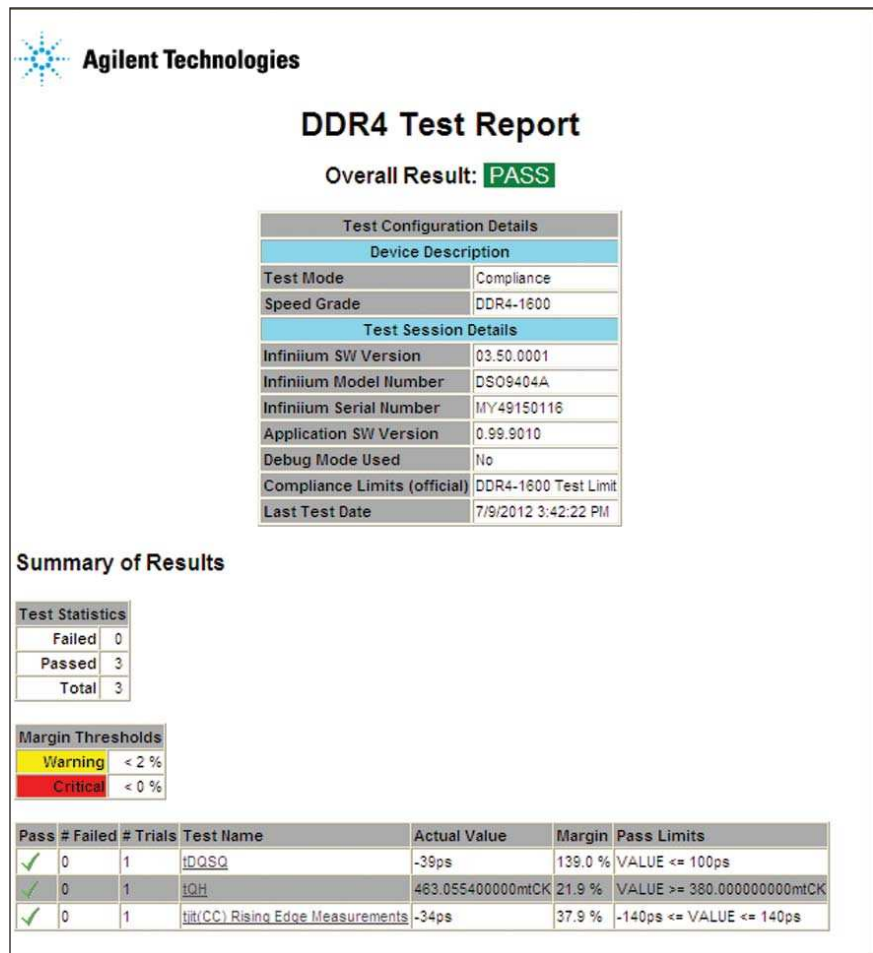 Agilent Technologies
DDR4 Test Report
Overall Result: PASS
Test Configuration Details
Device Description
Test Mode Compliance
Speed Grade DDR4-1600
Test Session Details
Infiniium SW Version 03.50.0001
Infiniium Model Number DSO9404A
Infiniium Serial Number MY49150116
Application SW Version 0.99.9010
Debug Mode Used No
Compliance Limits (official) DDR4-1600 Test Limit
Last Test Date 7/9/2012 3:42:22 PM
Summary of Results
Test Statistics
Failed 0
Passed 3
Total 3
Margin Thresholds
Warning < 2 %
Critical < 0 %
Pass # Failed # Trials Test Name Actual Value Margin Pass Limits
0 1 tDQSQ -39ps 139.0 % VALUE <= 100ps
0 1 tQH 463.055400000mtCK 21.9 % VALUE >= 380.000000000mtCK
0 1 tjit(CC) Rising Edge Measurements -34ps 37.9 % -140ps <= VALUE <= 140ps